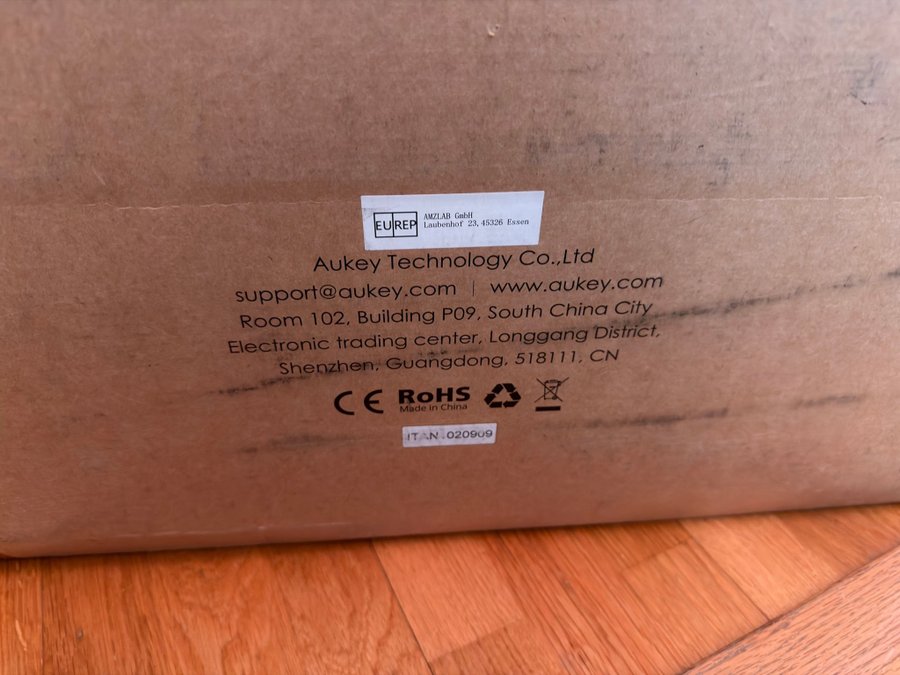 EU REP
AMZLAB GmbH
Laubenhof 23, 45326 Essen
Aukey Technology Co.,Ltd
support@aukey.com | www.aukey.com
Room 102, Building P09, South China City
Electronic trading center, Longgang District,
Shenzhen, Guangdong, 518111, CN
CE RoHS
Made in China
020909